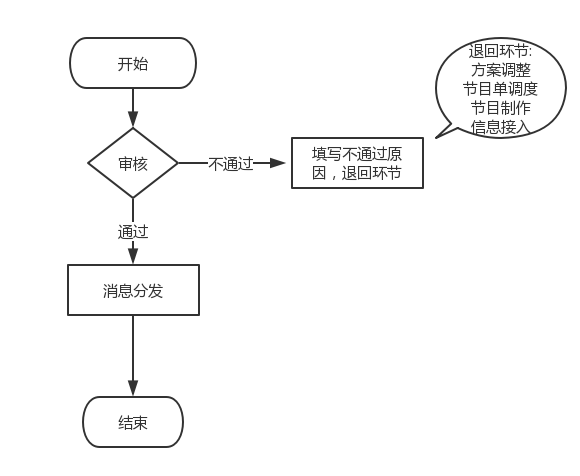 开始
退回环节:
方案调整
节目单调度
节目制作
信息接入
审核
不通过
填写不通过原
因，退回环节
通过
消息分发
结束